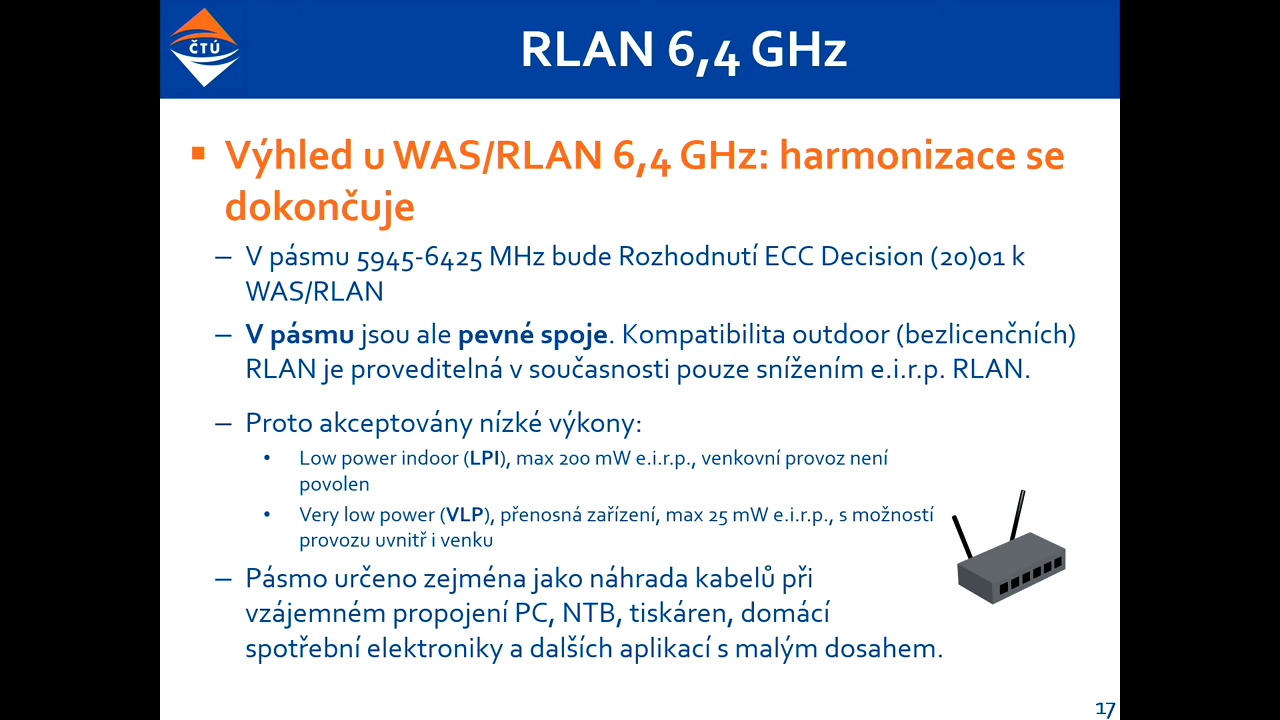 ČTÚ
RLAN 6,4 GHz
▪ Výhled u WAS/RLAN 6,4 GHz: harmonizace se
dokončuje
– V pásmu 5945-6425 MHz bude Rozhodnutí ECC Decision (20)01 k
WAS/RLAN
– V pásmu jsou ale pevné spoje. Kompatibilita outdoor (bezlicenčních)
RLAN je proveditelná v současnosti pouze snížením e.i.r.p. RLAN.
– Proto akceptovány nízké výkony:
• Low power indoor (LPI), max 200 mW e.i.r.p., venkovní provoz není
povolen
• Very low power (VLP), přenosná zařízení, max 25 mW e.i.r.p., s možností
provozu uvnitř i venku
– Pásmo určeno zejména jako náhrada kabelů při
vzájemném propojení PC, NTB, tiskáren, domácí
spotřební elektroniky a dalších aplikací s malým dosahem.
17